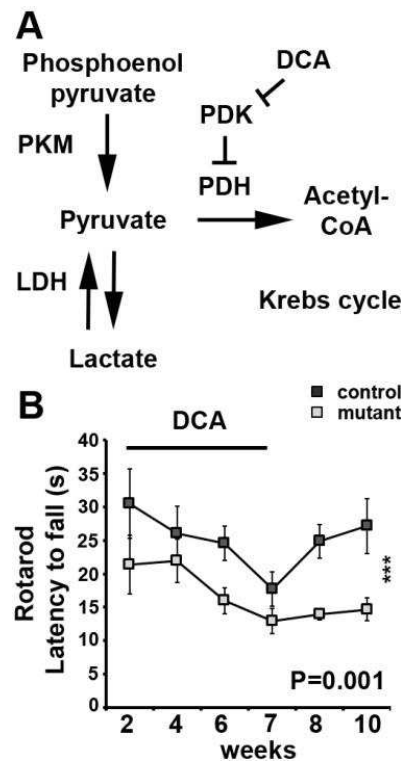 A
Phosphoenol
pyruvate
DCA
PDK
PKM
PDH
Pyruvate
Acetyl-
CoA
LDH
Krebs cycle
Lactate
B
control
mutant
DCA
Rotarod
Latency to fall (s)
40
35
30
25
20
15
10
5
0
***
P=0.001
2 4 6 7 8 10
weeks